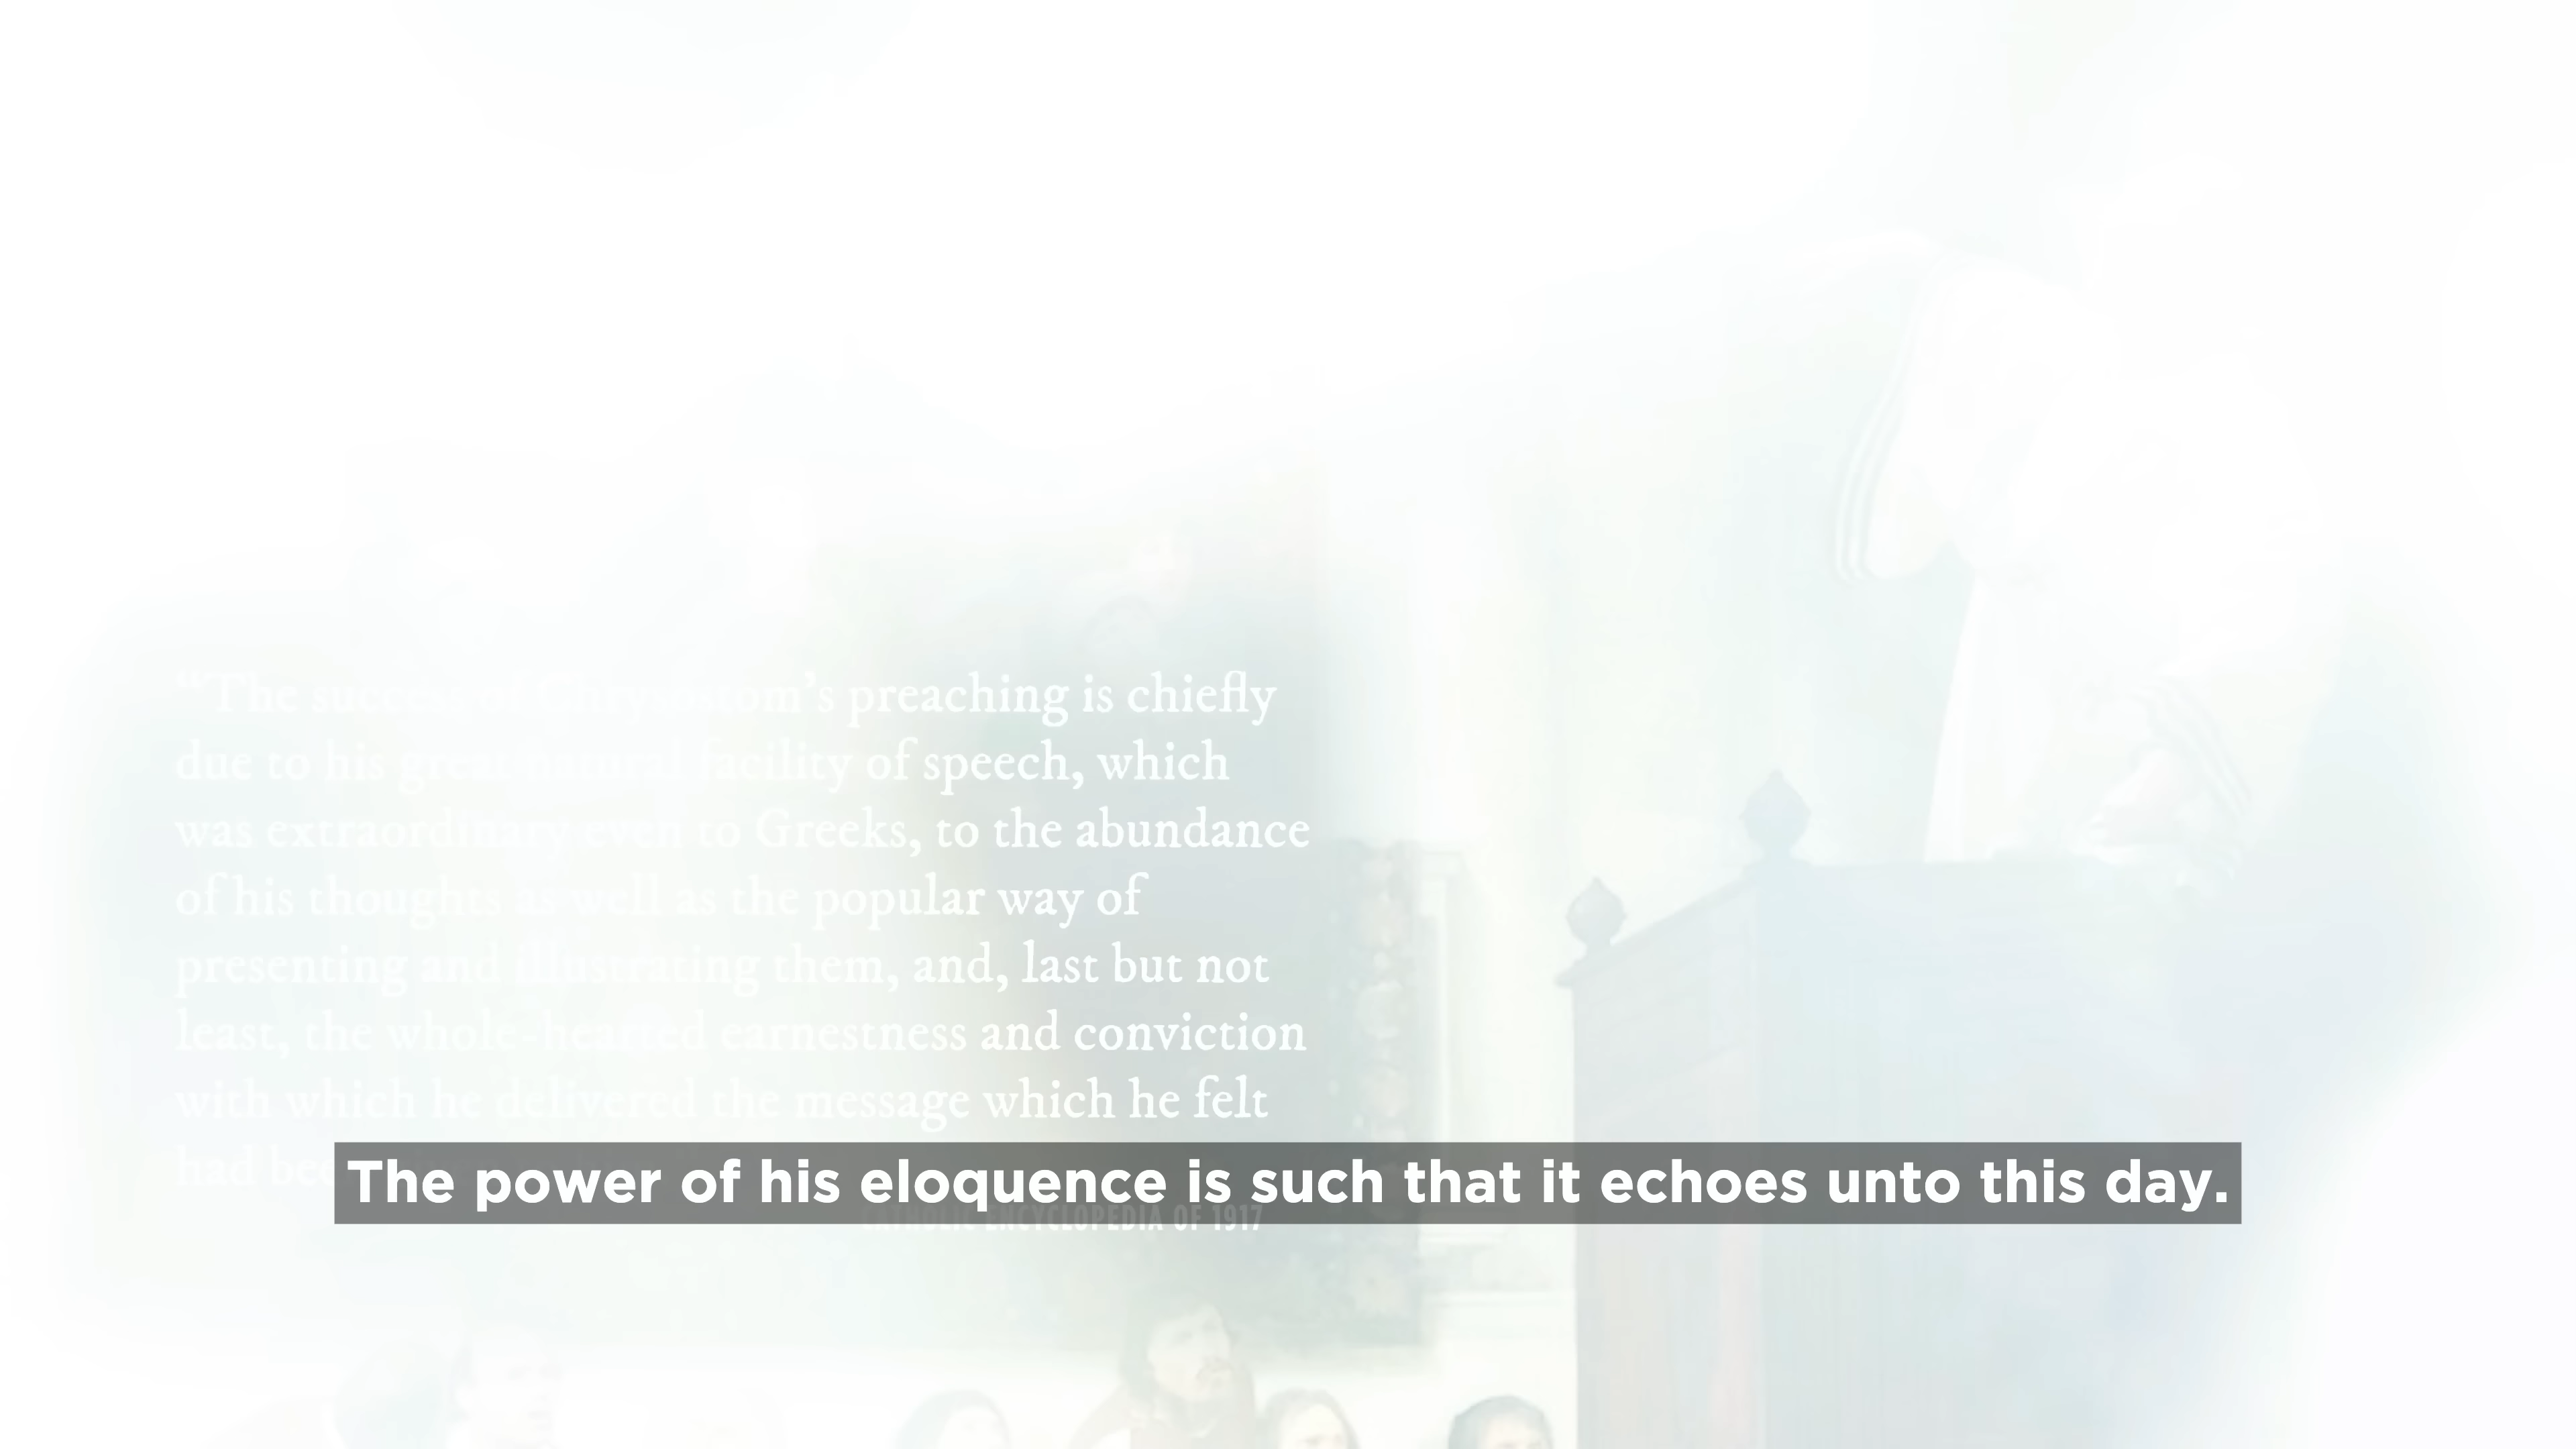 "The success of Chrysostom's preaching is chiefly
due to his great natural facility of speech, which
was extraordinary even to Greeks, to the abundance
of his thoughts as well as the popular way of
presenting and illustrating them, and, last but not
least, the whole-hearted earnestness and conviction
with which he delivered the message which he felt
had
The power of his eloquence is such that it echoes unto this day.
CATHOLIC ENCYCLOPEDIA OF 1917